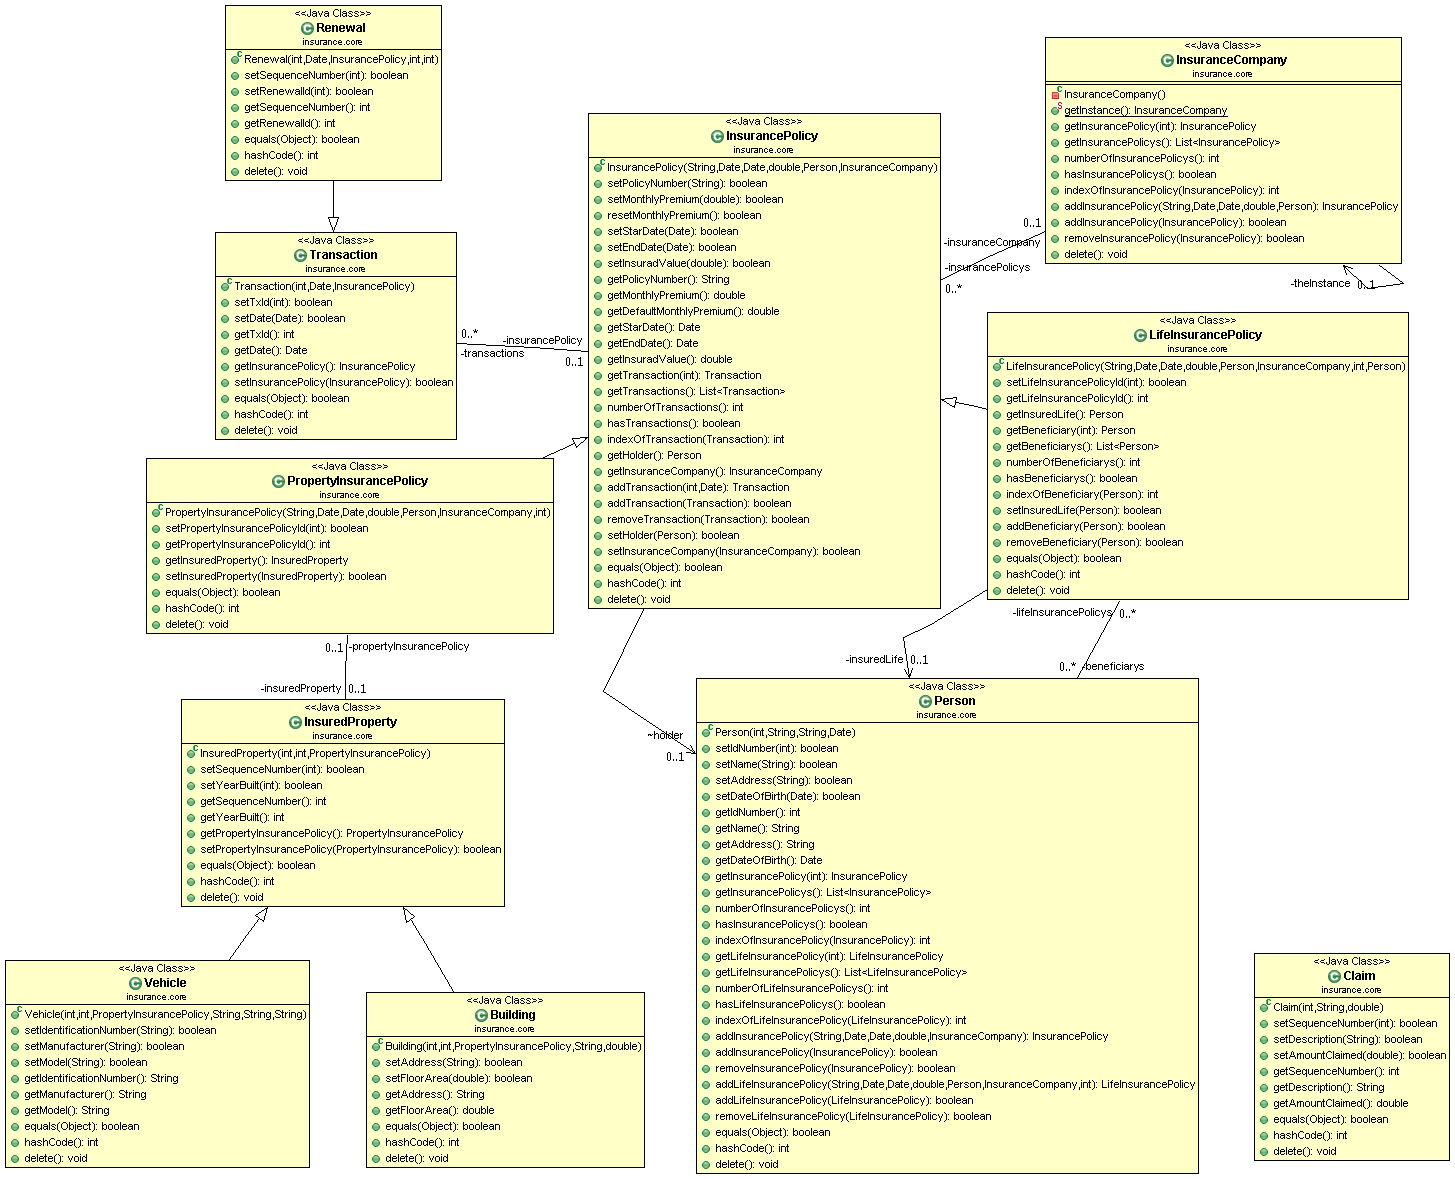 <<Java Class>>
Renewal
insurance.core
Renewal(int,Date,InsurancePolicy,int,int)
setSequenceNumber(int): boolean
setRenewalId(int): boolean
getSequenceNumber(): int
getRenewalId(): int
equals(Object): boolean
hashCode(): int
delete(): void
<<Java Class>>
Transaction
insurance.core
Transaction(int,Date,InsurancePolicy)
setTxId(int): boolean
setDate(Date): boolean
getTxId(): int
getDate(): Date
getInsurancePolicy(): InsurancePolicy
setInsurancePolicy(InsurancePolicy): boolean
equals(Object): boolean
hashCode(): int
delete(): void
0..*
-transactions
-insurancePolicy
0..1
<<Java Class>>
InsurancePolicy
insurance.core
InsurancePolicy(String,Date,Date,double,Person,InsuranceCompany)
setPolicyNumber(String): boolean
setMonthlyPremium(double): boolean
resetMonthlyPremium(): boolean
setStarDate(Date): boolean
setEndDate(Date): boolean
setInsuradValue(double): boolean
getPolicyNumber(): String
getMonthlyPremium(): double
getDefaultMonthlyPremium(): double
getStarDate(): Date
getEndDate(): Date
getInsuradValue(): double
getTransaction(int): Transaction
getTransactions(): List<Transaction>
numberOfTransactions(): int
hasTransactions(): boolean
indexOfTransaction(Transaction): int
getHolder(): Person
getInsuranceCompany(): InsuranceCompany
addTransaction(int,Date): Transaction
addTransaction(Transaction): boolean
removeTransaction(Transaction): boolean
setHolder(Person): boolean
setInsuranceCompany(InsuranceCompany): boolean
equals(Object): boolean
hashCode(): int
delete(): void
0..1
-insuranceCompany
-insurancePolicys
0..*
<<Java Class>>
InsuranceCompany
insurance.core
InsuranceCompany()
getInstance(): InsuranceCompany
getInsurancePolicy(int): InsurancePolicy
getInsurancePolicys(): List<InsurancePolicy>
numberOfInsurancePolicys(): int
hasInsurancePolicys(): boolean
indexOfInsurancePolicy(InsurancePolicy): int
addInsurancePolicy(String,Date,Date,double,Person): InsurancePolicy
addInsurancePolicy(InsurancePolicy): boolean
removeInsurancePolicy(InsurancePolicy): boolean
delete(): void
-theInstance
0..1
<<Java Class>>
LifeInsurancePolicy
insurance.core
LifeInsurancePolicy(String,Date,Date,double,Person,InsuranceCompany,int,Person)
setLifeInsurancePolicyId(int): boolean
getLifeInsurancePolicyId(): int
getInsuredLife(): Person
getBeneficiary(int): Person
getBeneficiarys(): List<Person>
numberOfBeneficiarys(): int
hasBeneficiarys(): boolean
indexOfBeneficiary(Person): int
setInsuredLife(Person): boolean
addBeneficiary(Person): boolean
removeBeneficiary(Person): boolean
equals(Object): boolean
hashCode(): int
delete(): void
-lifeInsurancePolicys
0..*
-insuredLife
0..1
0..*
-beneficiarys
<<Java Class>>
PropertyInsurancePolicy
insurance.core
PropertyInsurancePolicy(String,Date,Date,double,Person,InsuranceCompany,int)
setPropertyInsurancePolicyId(int): boolean
getPropertyInsurancePolicyId(): int
getInsuredProperty(): InsuredProperty
setInsuredProperty(InsuredProperty): boolean
equals(Object): boolean
hashCode(): int
delete(): void
0..1
-propertyInsurancePolicy
-insuredProperty
0..1
<<Java Class>>
InsuredProperty
insurance.core
InsuredProperty(int,int,PropertyInsurancePolicy)
setSequenceNumber(int): boolean
setYearBuilt(int): boolean
getSequenceNumber(): int
getYearBuilt(): int
getPropertyInsurancePolicy(): PropertyInsurancePolicy
setPropertyInsurancePolicy(PropertyInsurancePolicy): boolean
equals(Object): boolean
hashCode(): int
delete(): void
~holder
0..1
<<Java Class>>
Person
insurance.core
Person(int,String,String,Date)
setIdNumber(int): boolean
setName(String): boolean
setAddress(String): boolean
setDateOfBirth(Date): boolean
getIdNumber(): int
getName(): String
getAddress(): String
getDateOfBirth(): Date
getInsurancePolicy(int): InsurancePolicy
getInsurancePolicys(): List<InsurancePolicy>
numberOfInsurancePolicys(): int
hasInsurancePolicys(): boolean
indexOfInsurancePolicy(InsurancePolicy): int
getLifeInsurancePolicy(int): LifeInsurancePolicy
getLifeInsurancePolicys(): List<LifeInsurancePolicy>
numberOfLifeInsurancePolicys(): int
hasLifeInsurancePolicys(): boolean
indexOfLifeInsurancePolicy(LifeInsurancePolicy): int
addInsurancePolicy(String,Date,Date,double,InsuranceCompany): InsurancePolicy
addInsurancePolicy(InsurancePolicy): boolean
removeInsurancePolicy(InsurancePolicy): boolean
addLifeInsurancePolicy(String,Date,Date,double,Person,InsuranceCompany,int): LifeInsurancePolicy
addLifeInsurancePolicy(LifeInsurancePolicy): boolean
removeLifeInsurancePolicy(LifeInsurancePolicy): boolean
equals(Object): boolean
hashCode(): int
delete(): void
<<Java Class>>
Vehicle
insurance.core
Vehicle(int,int,PropertyInsurancePolicy,String,String,String)
setIdentificationNumber(String): boolean
setManufacturer(String): boolean
setModel(String): boolean
getIdentificationNumber(): String
getManufacturer(): String
getModel(): String
equals(Object): boolean
hashCode(): int
delete(): void
<<Java Class>>
Building
insurance.core
Building(int,int,PropertyInsurancePolicy,String,double)
setAddress(String): boolean
setFloorArea(double): boolean
getAddress(): String
getFloorArea(): double
equals(Object): boolean
hashCode(): int
delete(): void
<<Java Class>>
Claim
insurance.core
Claim(int,String,double)
setSequenceNumber(int): boolean
setDescription(String): boolean
setAmountClaimed(double): boolean
getSequenceNumber(): int
getDescription(): String
getAmountClaimed(): double
equals(Object): boolean
hashCode(): int
delete(): void